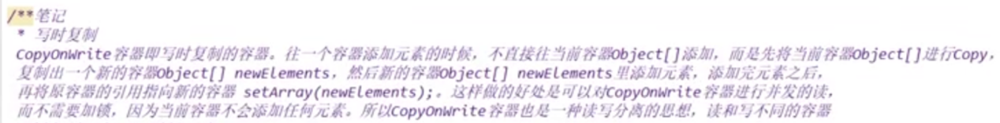 /**笔记
* 写时复制
CopyOnWrite容器即写时复制的容器。往一个容器添加元素的时候，不直接往当前容器Object[]添加，而是先将当前容器Object[]进行Copy，
复制出一个新的容器Object[] newElements，然后新的容器Object[] newElements里添加元素，添加完元素之后，
再将原容器的引用指向新的容器 setArray(newElements);。这样做的好处是可以对CopyOnWrite容器进行并发的读，
而不需要加锁，因为当前容器不会添加任何元素。所以CopyOnWrite容器也是一种读写分离的思想，读和写不同的容器